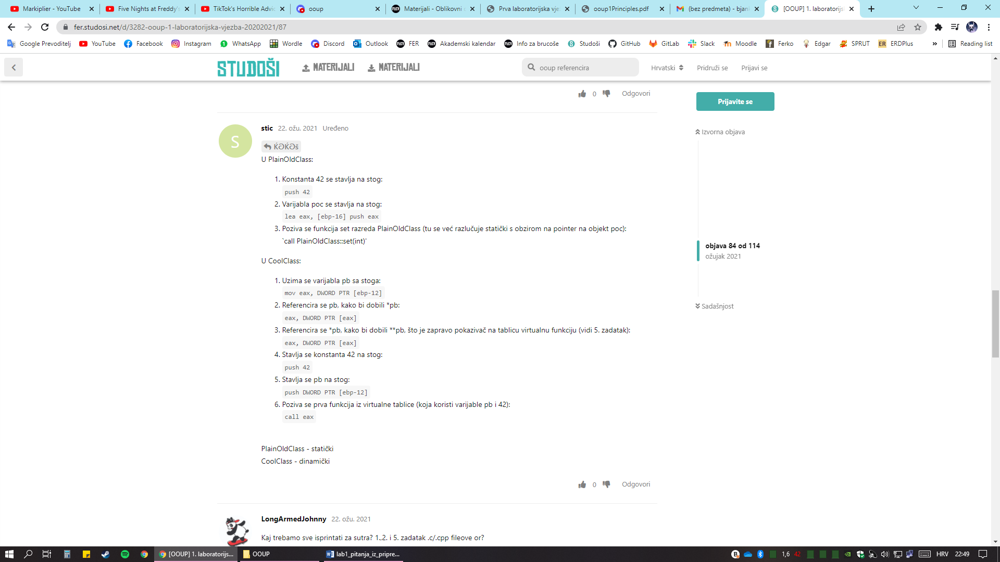 Markiplier - YouTube
Five Nights at Freddy's
TikTok's Horrible Advic
ooup
Materijali - Oblikovni o
Prva laboratorijska vje
ooup1Principles.pdf
(bez predmeta) - bjan
[OOUP] 1. laboratorijs
fer.studosi.net/d/3282-ooup-1-laboratorijska-vjezba-20202021/87
Google Prevoditelj
YouTube
Facebook
Instagram
WhatsApp
Wordle
Discord
Outlook
FER
Akademski kalendar
Info za brucoše
Studoši
GitHub
GitLab
Slack
Moodle
Ferko
Edgar
SPRUT
ER ERDPlus
»
Reading list
STUDOŠI
MATERIJALI
MATERIJALI
ooup referencira
Hrvatski
Pridruži se
Prijavi se
0
Odgovori
Prijavite se
S
stic 22. ožu. 2021 Uređeno
ḰƏḰƏš
U PlainOldClass:
1. Konstanta 42 se stavlja na stog:
push 42
2. Varijabla poc se stavlja na stog:
lea eax, [ebp-16] push eax
3. Poziva se funkcija set razreda PlainOldClass (tu se već razlučuje statički s obzirom na pointer na objekt poc):
`call PlainOldClass::set(int)'
U CoolClass:
1. Uzima se varijabla pb sa stoga:
mov eax, DWORD PTR [ebp-12]
2. Referencira se pb, kako bi dobili *pb:
eax, DWORD PTR [eax]
3. Referencira se *pb, kako bi dobili **pb, što je zapravo pokazivač na tablicu virtualnu funkciju (vidi 5. zadatak):
eax, DWORD PTR [eax]
4. Stavlja se konstanta 42 na stog:
push 42
5. Stavlja se pb na stog:
push DWORD PTR [ebp-12]
6. Poziva se prva funkcija iz virtualne tablice (koja koristi varijable pb i 42):
call eax
PlainOldClass - statički
CoolClass - dinamički
0
Odgovori
Izvorna objava
objava 84 od 114
ožujak 2021
Sadašnjost
LongArmedJohnny 22. ožu. 2021
Kaj trebamo sve isprintati za sutra? 1.,2. i 5. zadatak .c/.cpp fileove or?
[OOUP] 1. laboratorijs...
OOUP
lab1_pitanja_iz_pripre...
1,6
42
HRV
22:49